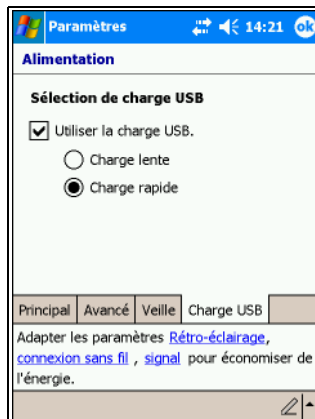 Paramètres 14:21 ok
Alimentation
Sélection de charge USB
Utiliser la charge USB.
Charge lente
Charge rapide
Principal Avancé Veille Charge USB
Adapter les paramètres Rétro-éclairage,
connexion sans fil , signal pour économiser de
l'énergie.